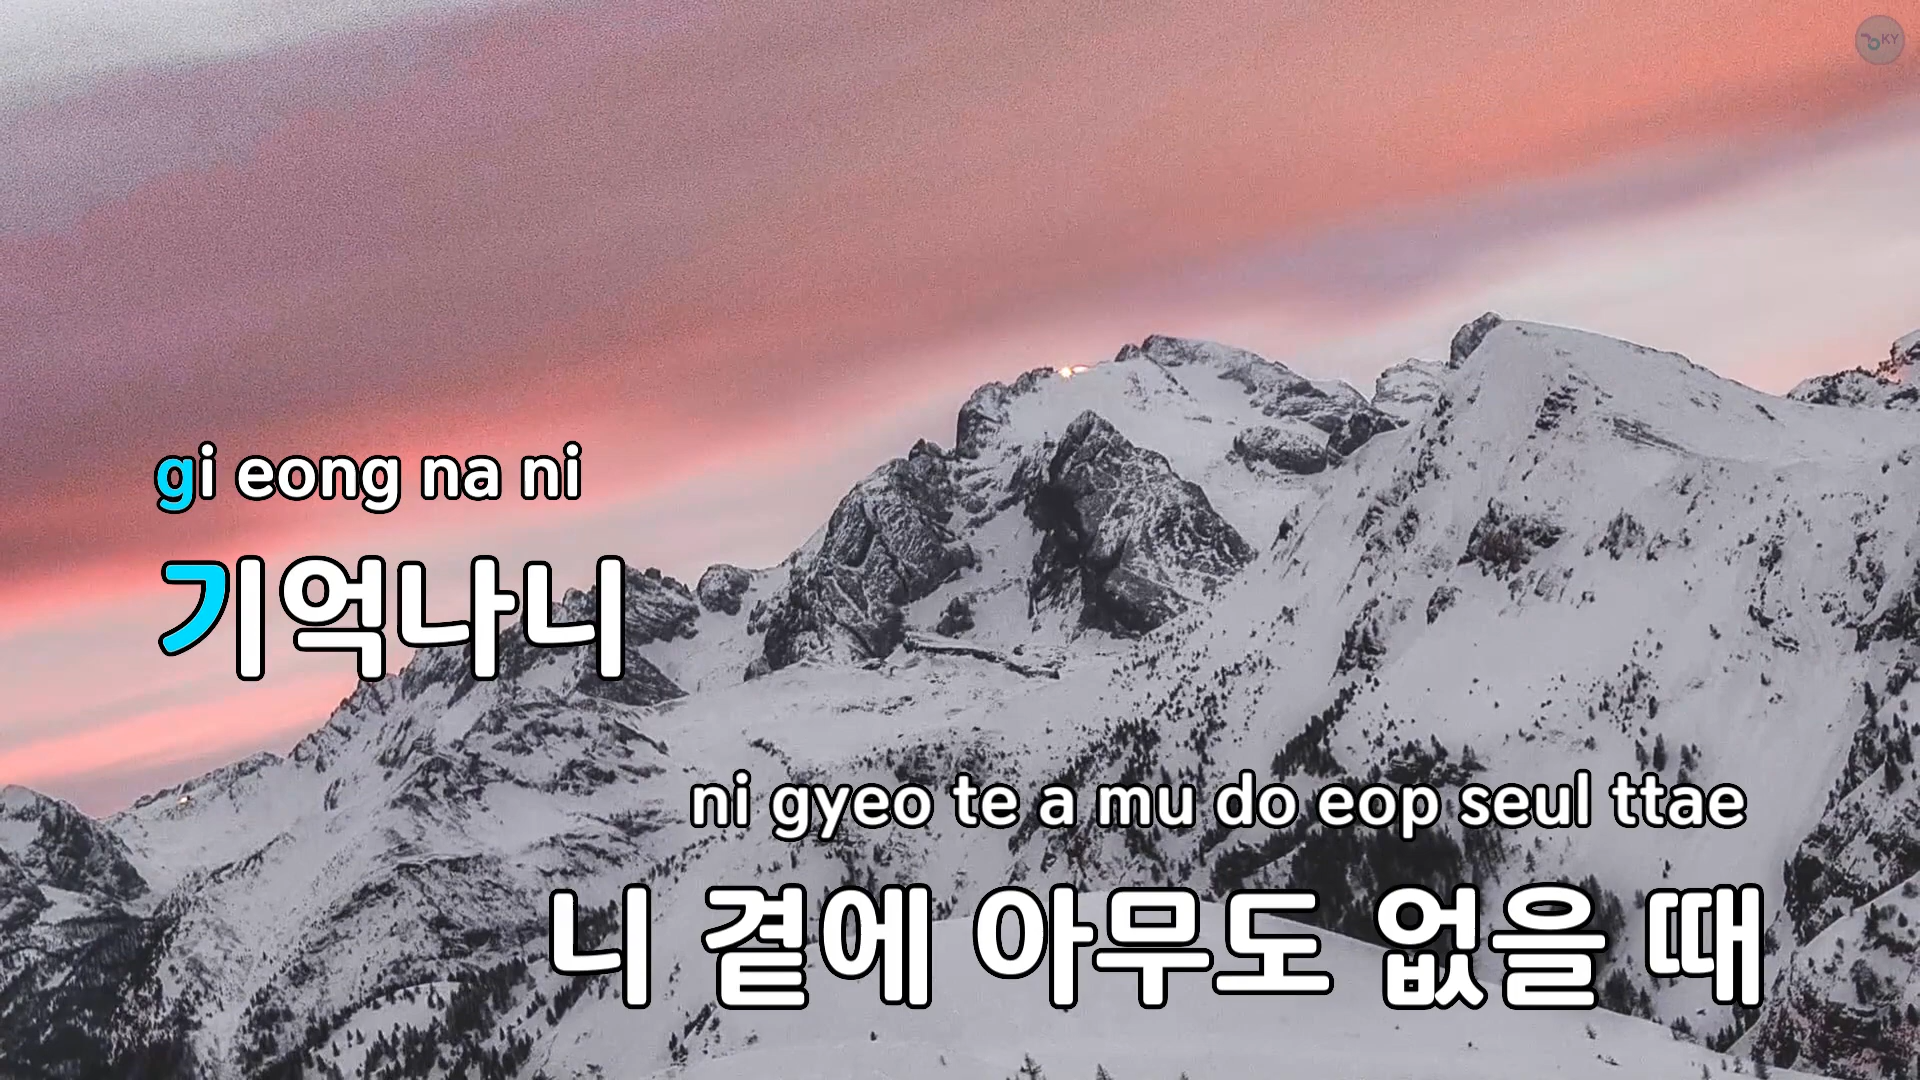 KY
gi eong na ni
기억나니
ni gyeo te a mu do eop seul ttae
니 곁에 아무도 없을 때